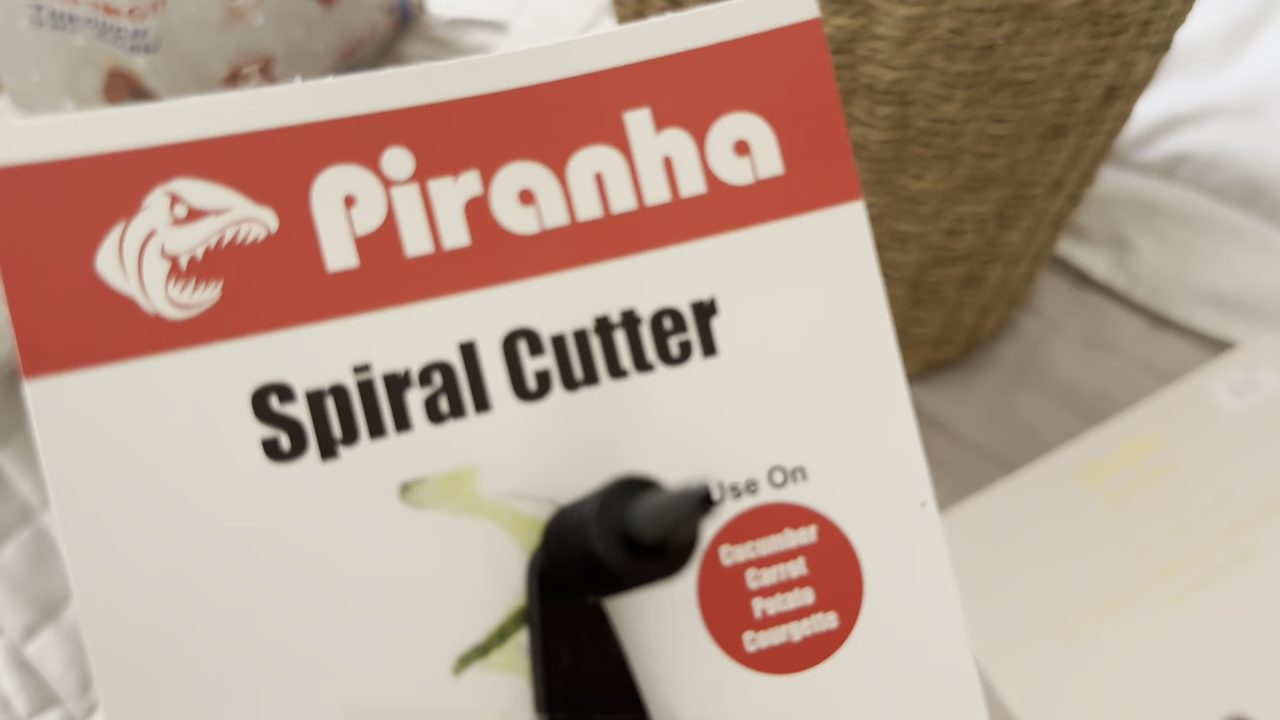 Piranha
Spiral Cutter
Use On
Cucumber
Carrot
Potato
Courgette